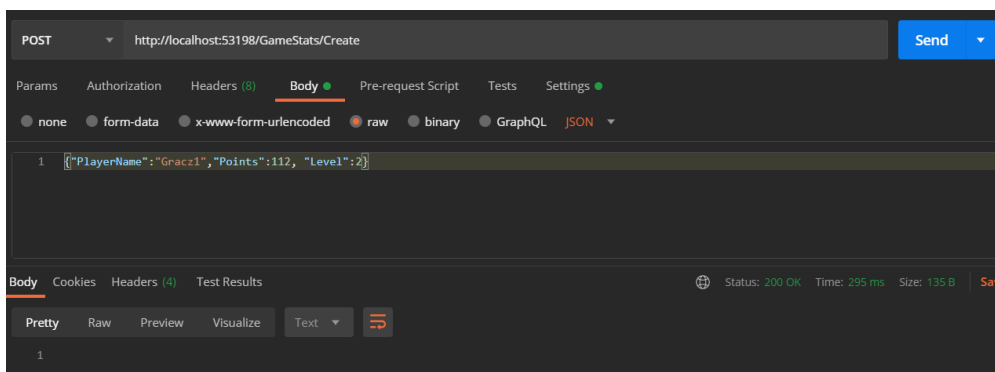 POST http://localhost:53198/GameStats/Create Send
Params Authorization Headers (8) Body Pre-request Script Tests Settings
none form-data x-www-form-urlencoded raw binary GraphQL JSON
1 {"PlayerName":"Gracz1","Points":112, "Level":2}
Body Cookies Headers (4) Test Results Status: 200 OK Time: 295 ms Size: 135 B Sa
Pretty Raw Preview Visualize Text
1